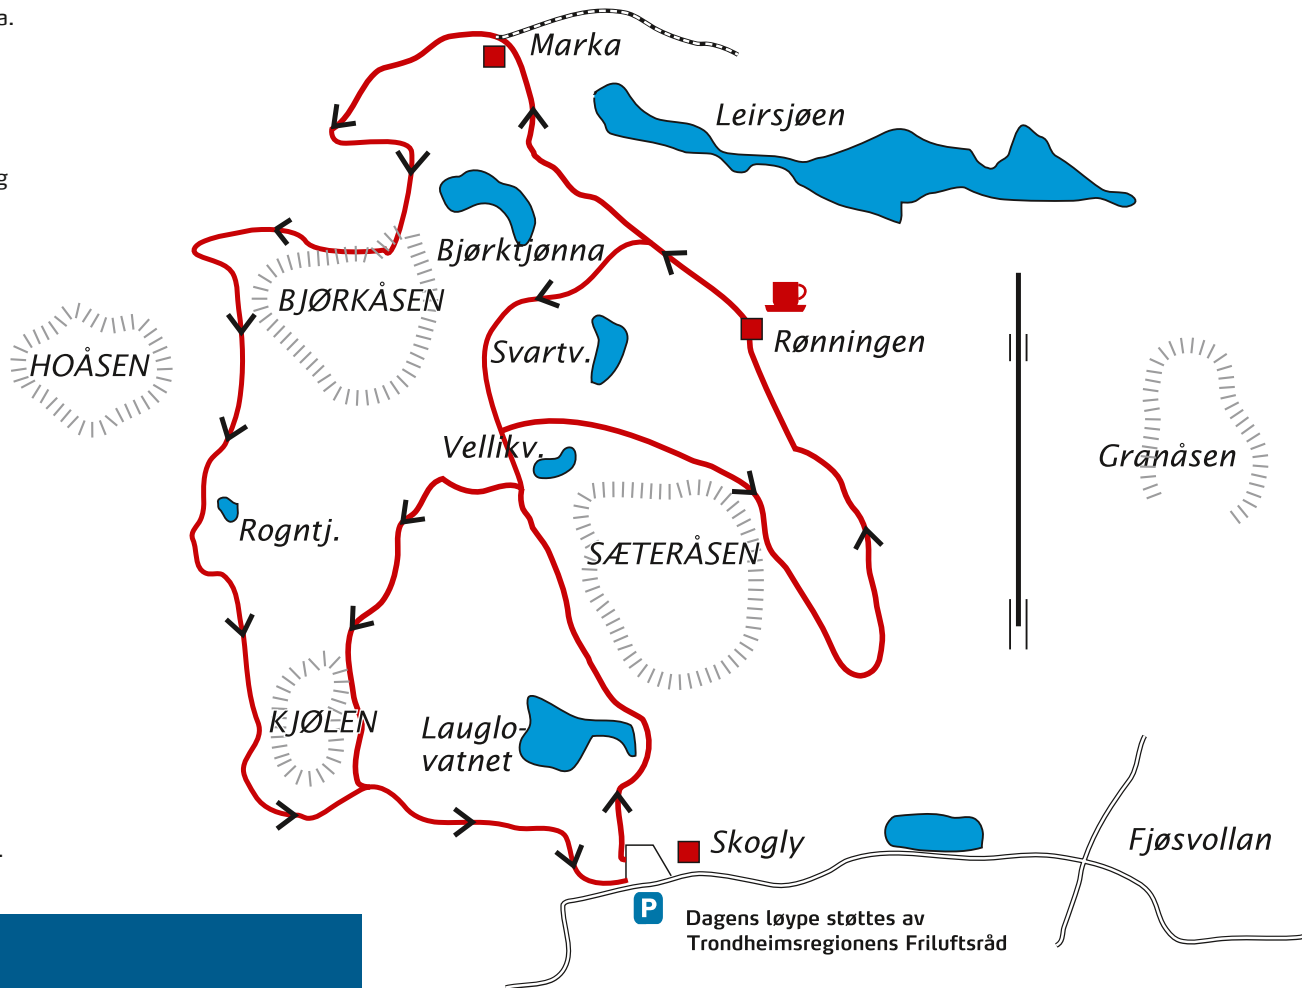 a.
Marka
Leirsjøen
g
Bjørktjønna
BJØRKÅSEN
Svartv.
Rønningen
HOÅSEN
Vellikv.
Granåsen
Rogntj.
SÆTERÅSEN
KJØLEN
Lauglo-
vatnet
Skogly
Fjøsvollan
.
P
Dagens løype støttes av
Trondheimsregionens Friluftsråd